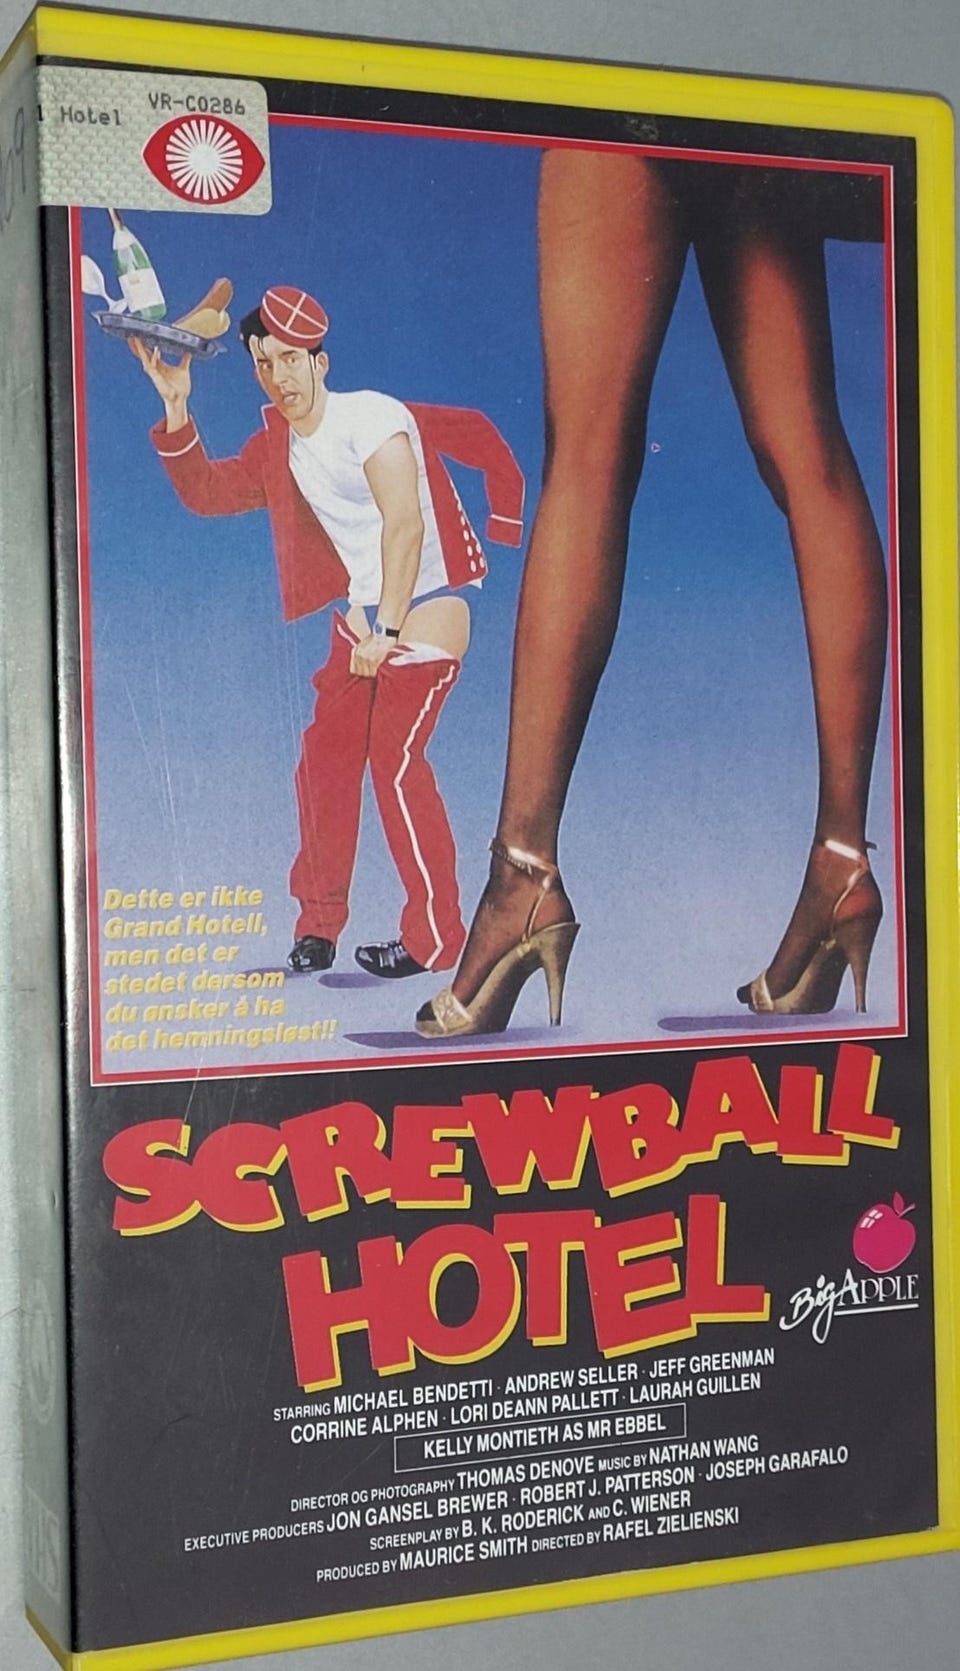 l Hotel VR-C0286
Dette er ikke
Grand Hotell,
men det er
stedet dersom
du ønsker å ha
det hemningsløst!!
SCREWBALL
HOTEL
Big APPLE
STARRING MICHAEL BENDETTI · ANDREW SELLER · JEFF GREENMAN
CORRINE ALPHEN · LORI DEANN PALLETT · LAURAH GUILLEN
KELLY MONTIETH AS MR EBBEL
DIRECTOR OG PHOTOGRAPHY THOMAS DENOVE MUSIC BY NATHAN WANG
EXECUTIVE PRODUCERS JON GANSEL BREWER · ROBERT J. PATTERSON · JOSEPH GARAFALO
SCREENPLAY BY B. K. RODERICK AND C. WIENER
PRODUCED BY MAURICE SMITH DIRECTED BY RAFEL ZIELIENSKI
VHS